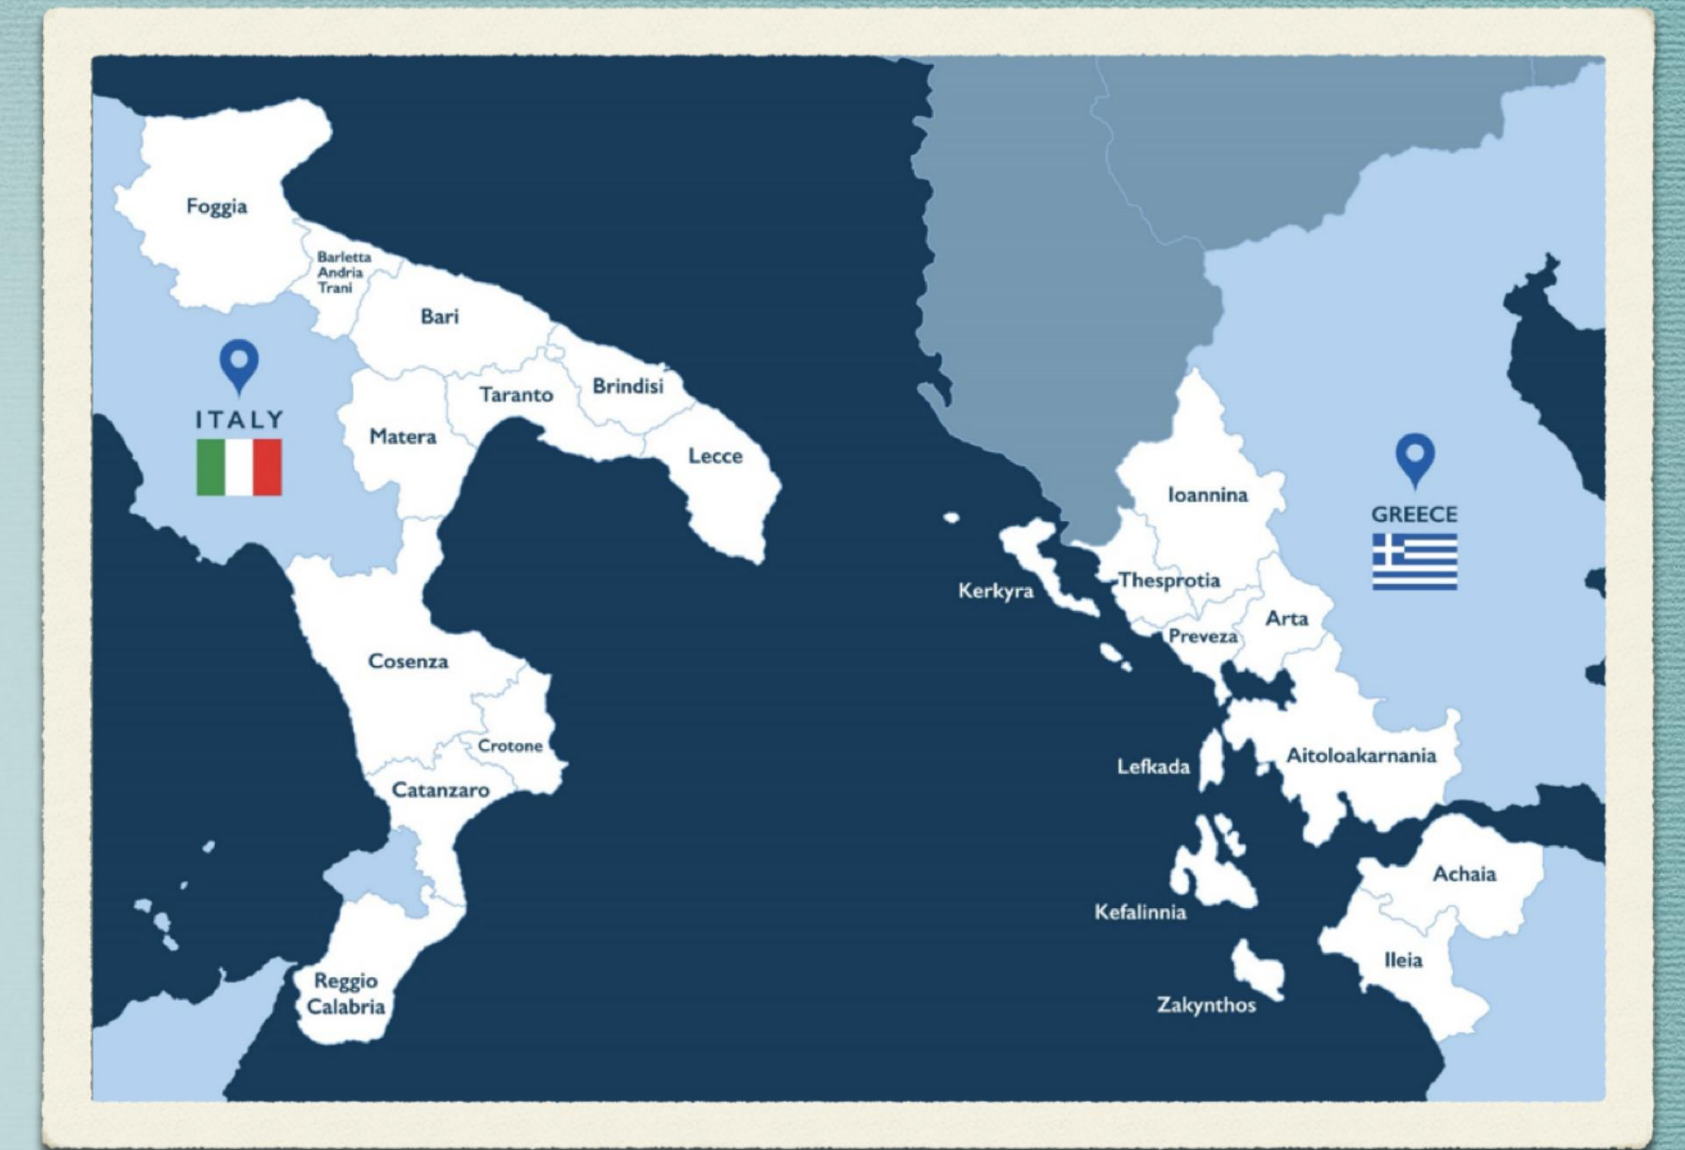 Foggia
Barletta
Andria
Trani
Bari
ITALY
Taranto
Brindisi
Matera
Lecce
Cosenza
Crotone
Catanzaro
Reggio
Calabria
Ioannina
GREECE
Kerkyra
Thesprotia
Arta
Preveza
Lefkada
Aitoloakarnania
Achaia
Kefalinnia
Ileia
Zakynthos